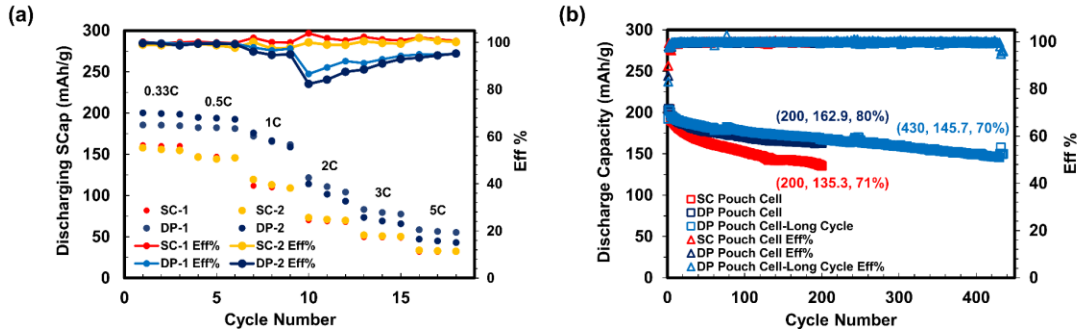 (a)
Discharging SCap (mAh/g)
300
250
200
150
100
50
0
0.33C
0.5C
1C
2C
3C
5C
SC-1
SC-2
DP-1
DP-2
SC-1 Eff%
SC-2 Eff%
DP-1 Eff%
DP-2 Eff%
100
80
60
40
20
0
Eff %
0
5
10
15
Cycle Number
(b)
Discharge Capacity (mAh/g)
300
250
200
150
100
50
0
(200, 162.9, 80%)
(430, 145.7, 70%)
(200, 135.3, 71%)
SC Pouch Cell
DP Pouch Cell
DP Pouch Cell-Long Cycle
SC Pouch Cell Eff%
DP Pouch Cell Eff%
DP Pouch Cell-Long Cycle Eff%
100
80
60
40
20
0
Eff %
0
100
200
300
400
Cycle Number